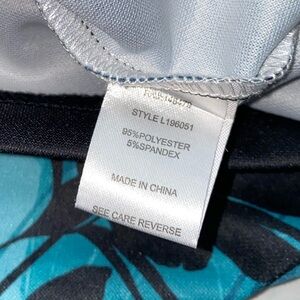 STYLE L196051
95%POLYESTER
5%SPANDEX
MADE IN CHINA
SEE CARE REVERSE